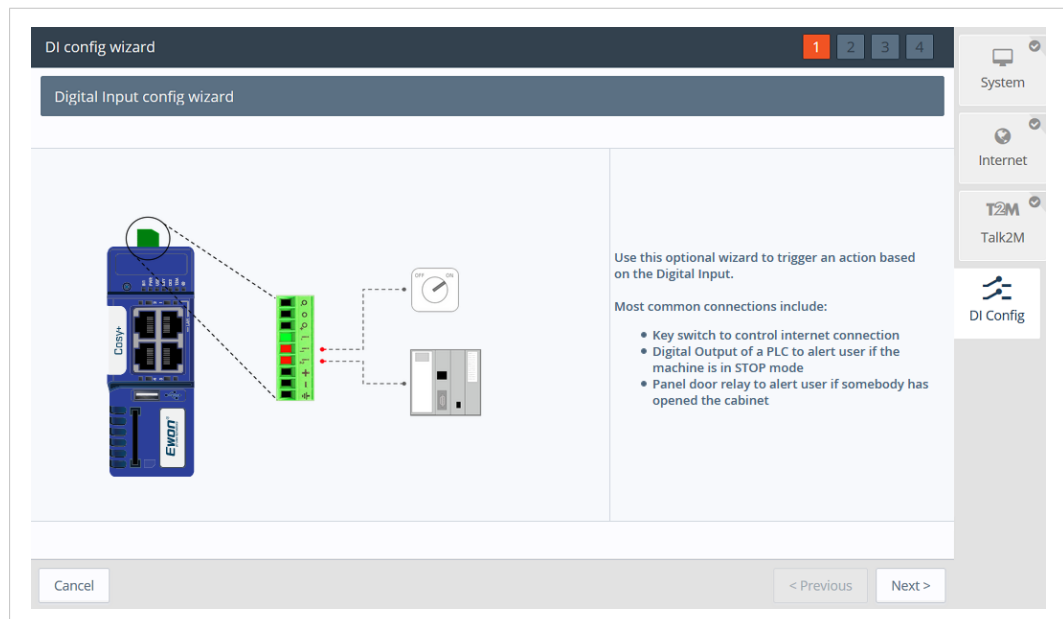 DI config wizard
1 2 3 4
Digital Input config wizard
System
Internet
T2M
Talk2M
DI Config
OFF ON
Cosy+
Ewon
Use this optional wizard to trigger an action based
on the Digital Input.
Most common connections include:
Key switch to control internet connection
Digital Output of a PLC to alert user if the
machine is in STOP mode
Panel door relay to alert user if somebody has
opened the cabinet
Cancel
< Previous
Next >